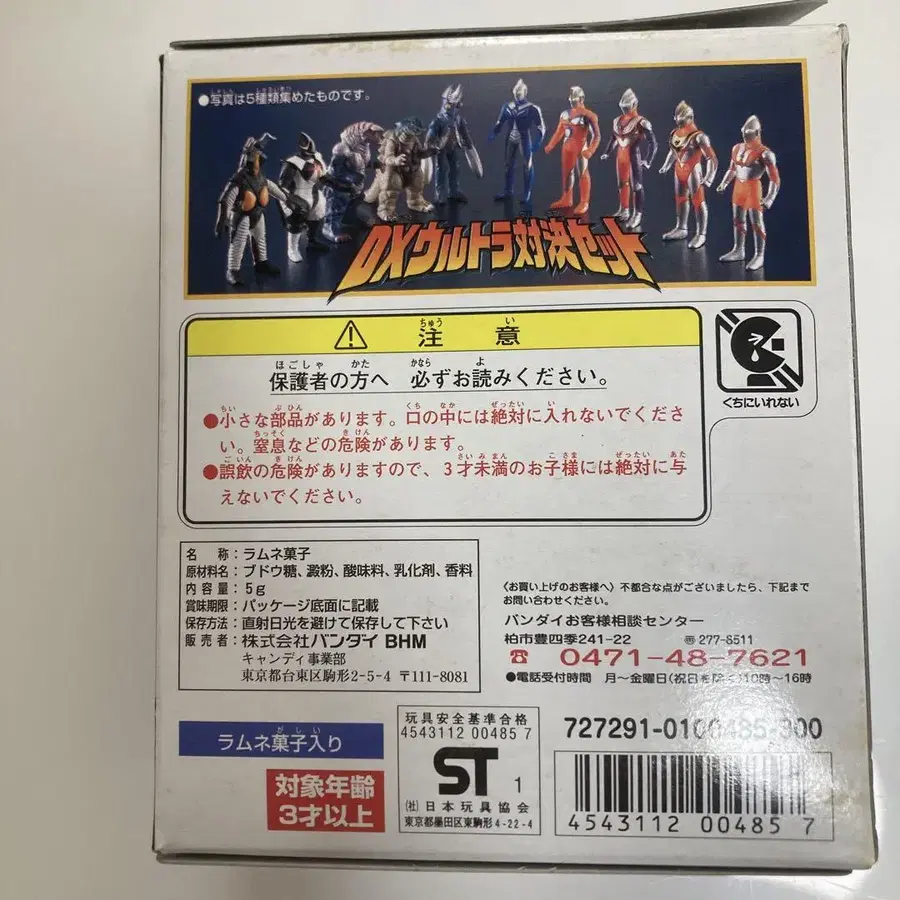 ●写真は5種類集めたものです。
DXウルトラ対決セット
注意
保護者の方へ 必ずお読みください。
●小さな部品があります。口の中には絶対に入れないでくださ
い。窒息などの危険があります。
●誤飲の危険がありますので、3才未満のお子様には絶対に与
えないでください。
くちにいれない
名 称:ラムネ菓子
原材料名:ブドウ糖、澱粉、酸味料、乳化剤、香料
内 容 量:5g
賞味期限:パッケージ底面に記載
保存方法:直射日光を避けて保存して下さい
販 売 者:株式会社バンダイ BHM
キャンディ事業部
東京都台東区駒形2-5-4 〒111-8081
〈お買い上げのお客様へ〉不都合な点がございましたら、下記まで
お問い合わせください。
バンダイお客様相談センター
柏市豊四季241-22 〠277-8511
☎ 0471-48-7621
●電話受付時間 月〜金曜日(祝日を除く)10時〜16時
ラムネ菓子入り
対象年齢
3才以上
玩具安全基準合格
4543112 00485 7
ST 1
(社)日本玩具協会
東京都墨田区東駒形4-22-4
727291-0100485-300
4543112 00485 7